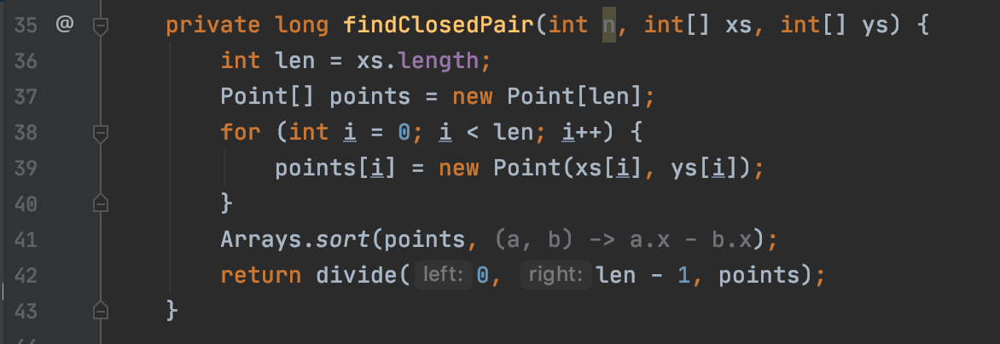 35 @ private long findClosedPair(int n, int[] xs, int[] ys) {
36 int len = xs.length;
37 Point[] points = new Point[len];
38 for (int i = 0; i < len; i++) {
39 points[i] = new Point(xs[i], ys[i]);
40 }
41 Arrays.sort(points, (a, b) -> a.x - b.x);
42 return divide( left: 0, right: len - 1, points);
43 }